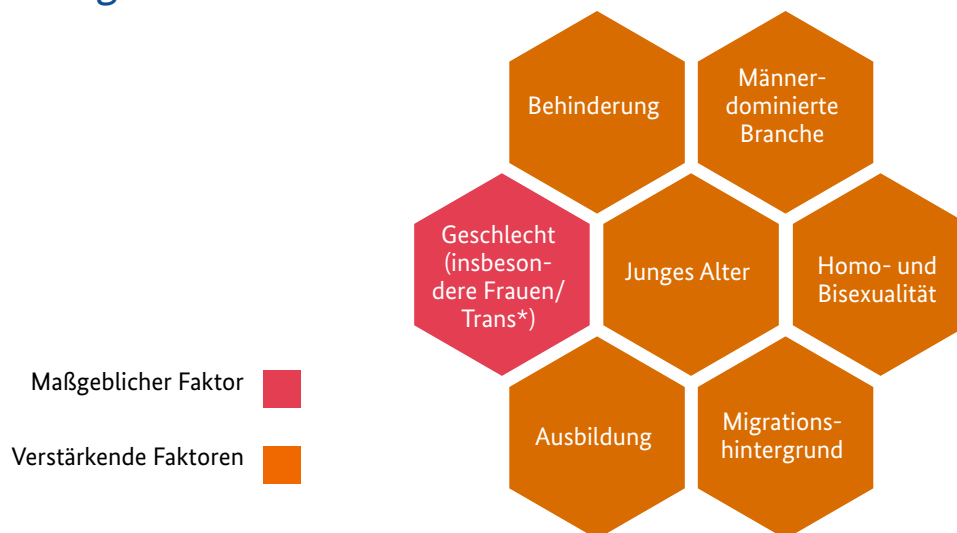 Behinderung
Männer-
dominierte
Branche
Geschlecht
(insbeson-
dere Frauen/
Trans*)
Junges Alter
Homo- und
Bisexualität
Maßgeblicher Faktor
Verstärkende Faktoren
Ausbildung
Migrations-
hintergrund